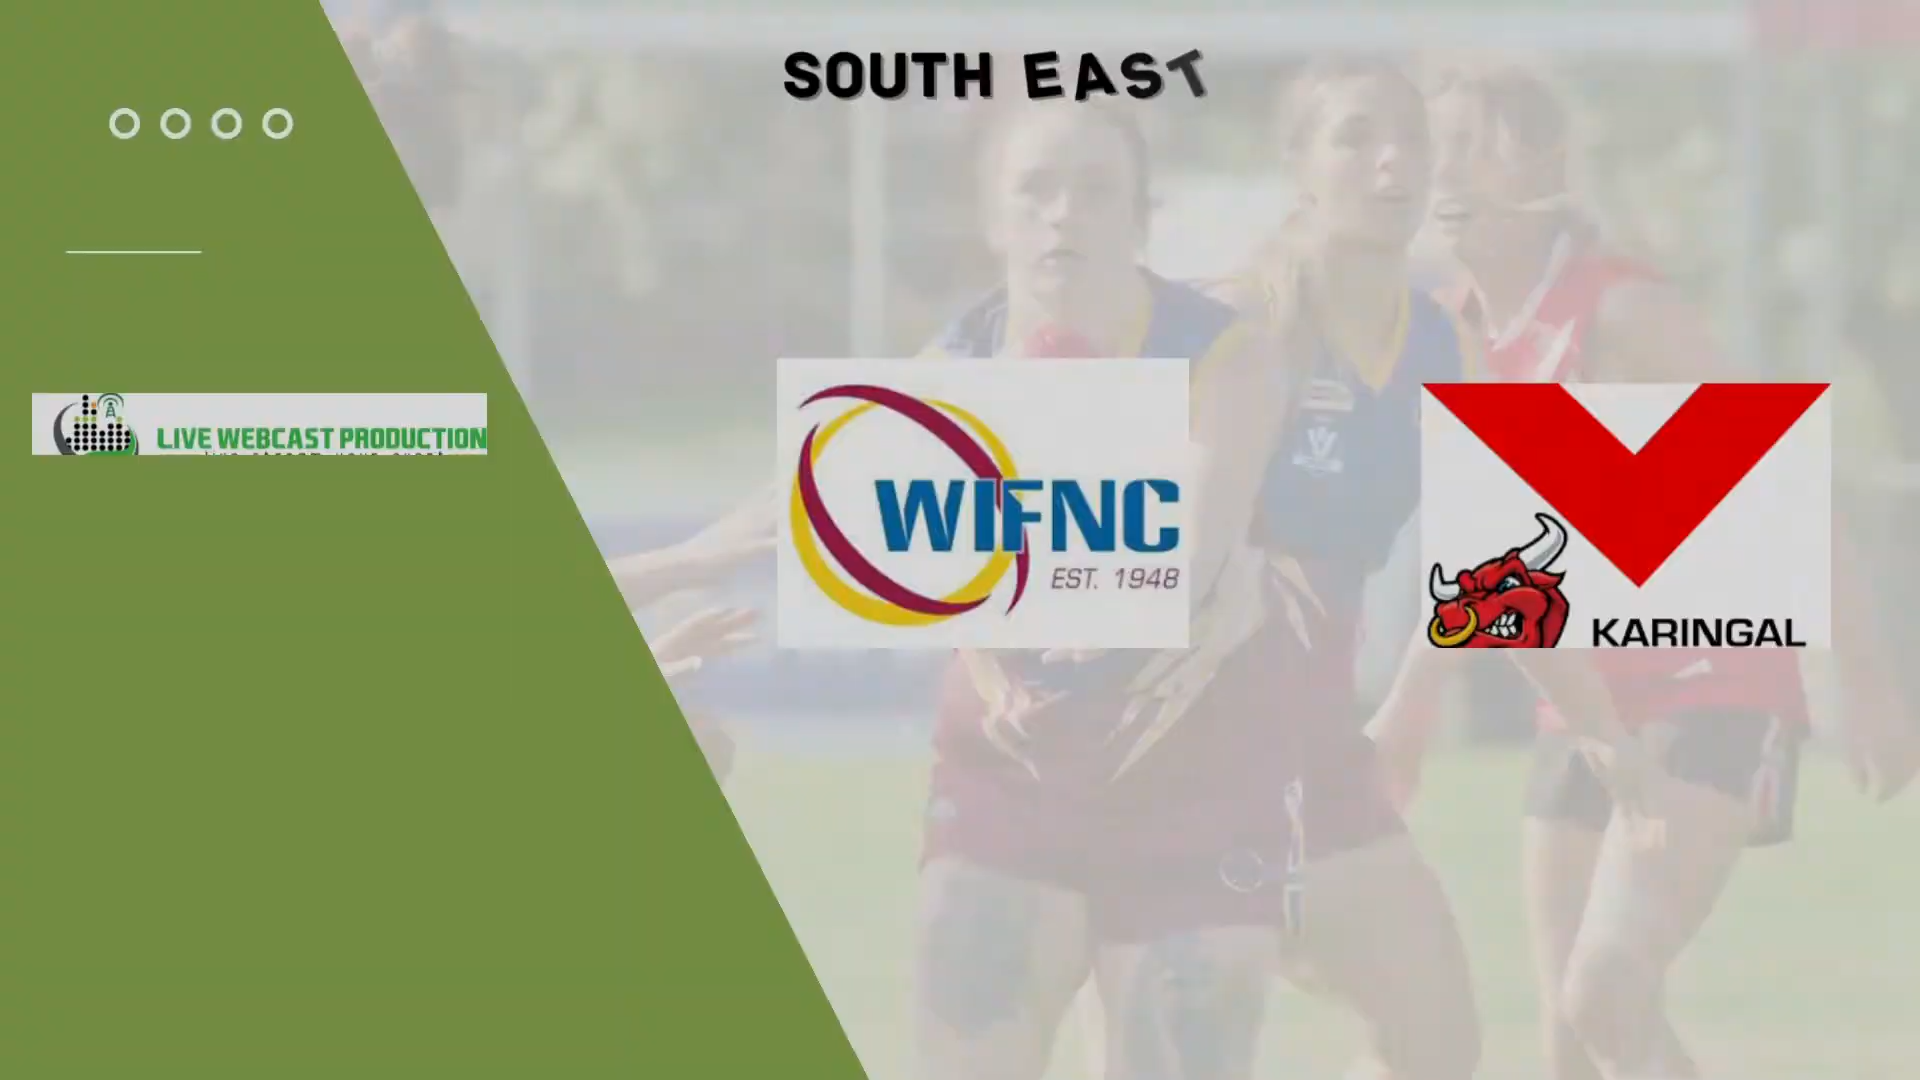 SOUTH EAST
LIVE WEBCAST PRODUCTION
WIFNC
EST. 1948
KARINGAL